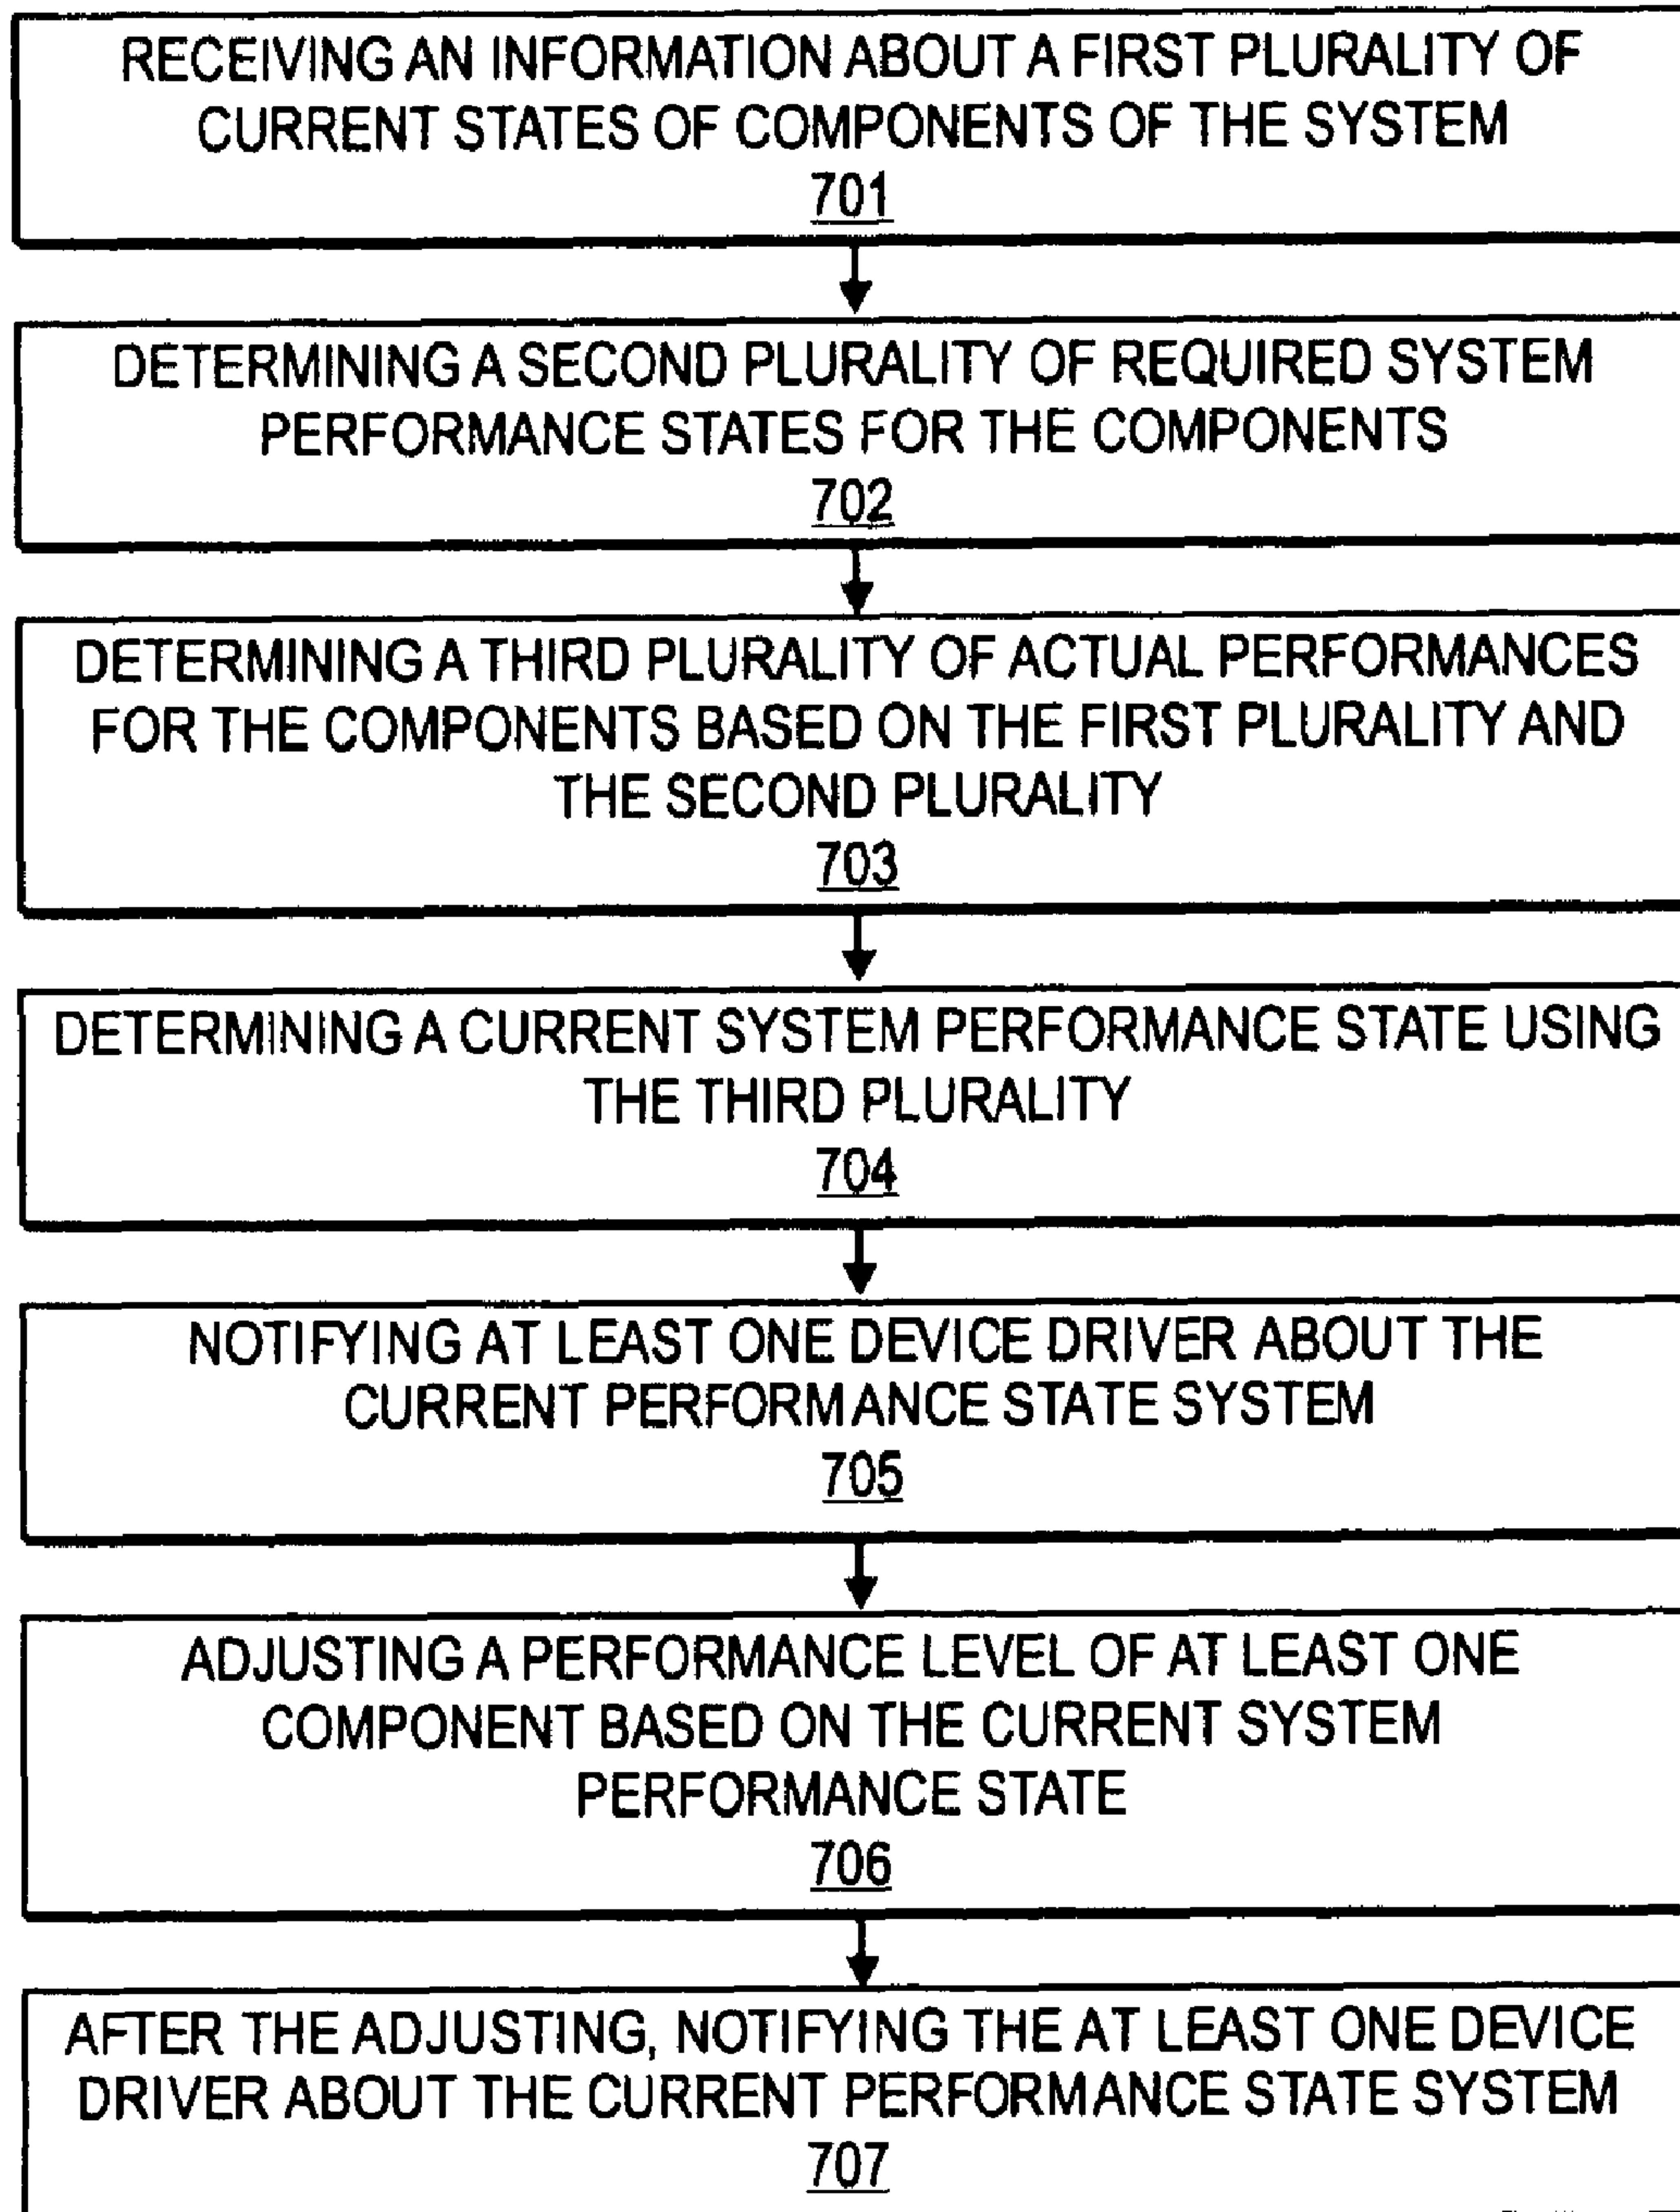 RECEIVING AN INFORMATION ABOUT A FIRST PLURALITY OF
CURRENT STATES OF COMPONENTS OF THE SYSTEM
701
DETERMINING A SECOND PLURALITY OF REQUIRED SYSTEM
PERFORMANCE STATES FOR THE COMPONENTS
702
DETERMINING A THIRD PLURALITY OF ACTUAL PERFORMANCES
FOR THE COMPONENTS BASED ON THE FIRST PLURALITY AND
THE SECOND PLURALITY
703
DETERMINING A CURRENT SYSTEM PERFORMANCE STATE USING
THE THIRD PLURALITY
704
NOTIFYING AT LEAST ONE DEVICE DRIVER ABOUT THE
CURRENT PERFORMANCE STATE SYSTEM
705
ADJUSTING A PERFORMANCE LEVEL OF AT LEAST ONE
COMPONENT BASED ON THE CURRENT SYSTEM
PERFORMANCE STATE
706
AFTER THE ADJUSTING, NOTIFYING THE AT LEAST ONE DEVICE
DRIVER ABOUT THE CURRENT PERFORMANCE STATE SYSTEM
707